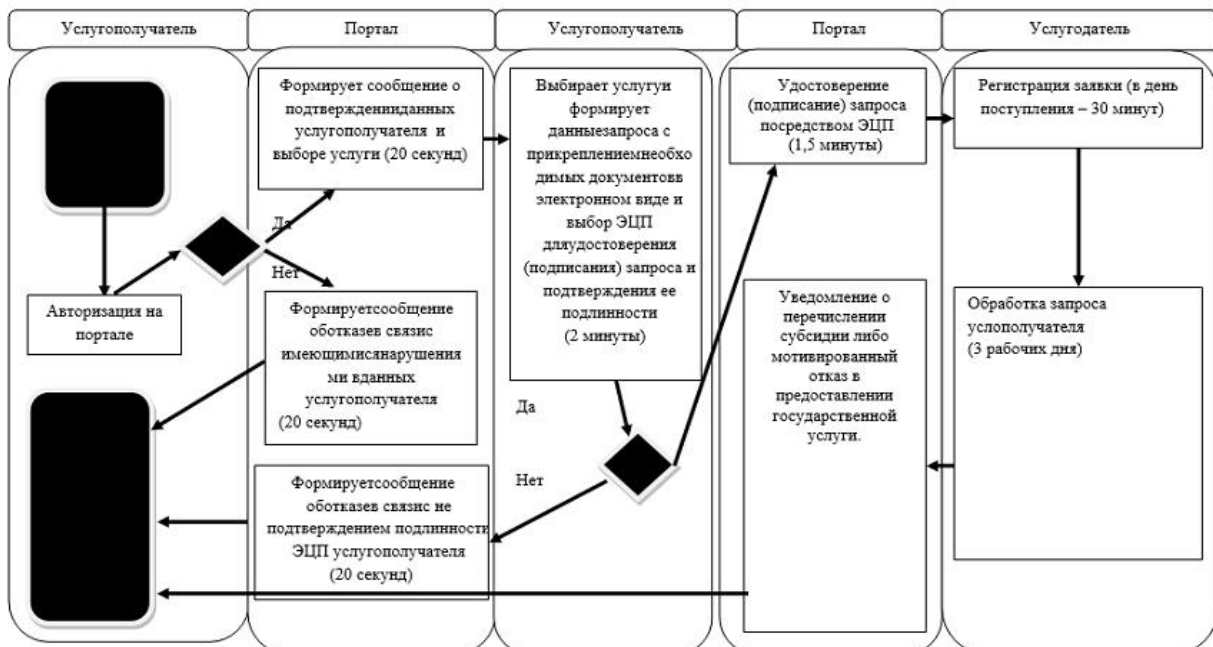 Услугополучатель
Портал
Услугополучатель
Портал
Услугодатель
Авторизация на
портале
Да
Нет
Формирует сообщение о
подтвержденииданных
услугополучателя и
выборе услуги (20 секунд)
Формируетсообщение
оботказев связис
имеющимисянарушения
ми вданных
услугополучателя
(20 секунд)
Формируетсообщение
оботказев связис не
подтверждением подлинности
ЭЦП услугополучателя
(20 секунд)
Выбирает услугуи
формирует
данныезапроса с
прикреплениемнеобхо
димых документовв
электронном виде и
выбор ЭЦП
дляудостоверения
(подписания) запроса и
подтверждения ее
подлинности
(2 минуты)
Да
Нет
Удостоверение
(подписание) запроса
посредством ЭЦП
(1,5 минуты)
Уведомление о
перечислении
субсидии либо
мотивированный
отказ в
предоставлении
государственной
услуги.
Регистрация заявки (в день
поступления – 30 минут)
Обработка запроса
услополучателя
(3 рабочих дня)